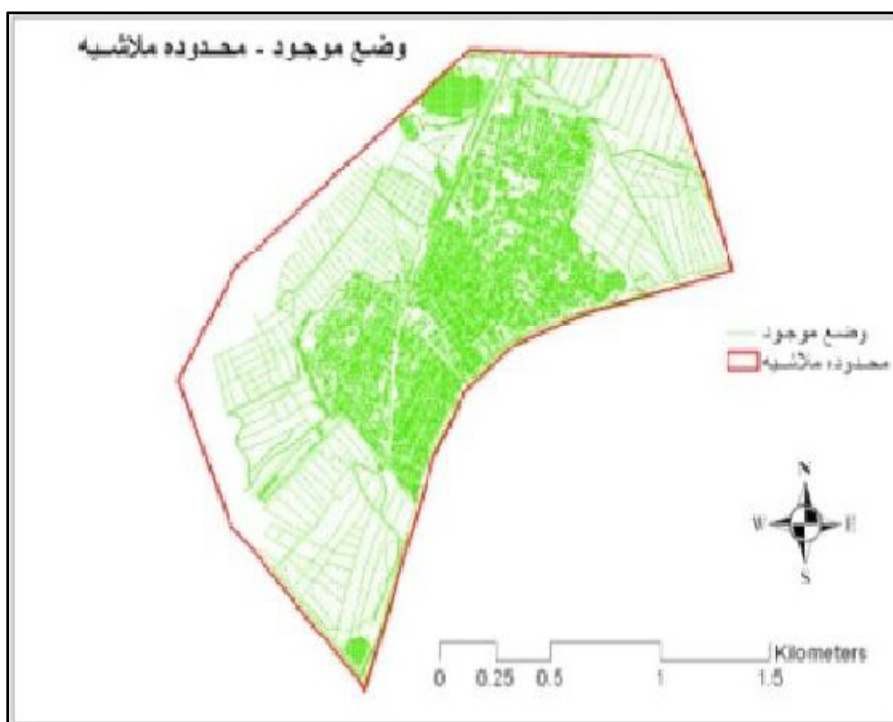 وضع موجود - محدوده ملاشیه
وضع موجود
محدوده ملاشیه
N
W E
S
Kilometers
0 0.25 0.5 1 1.5